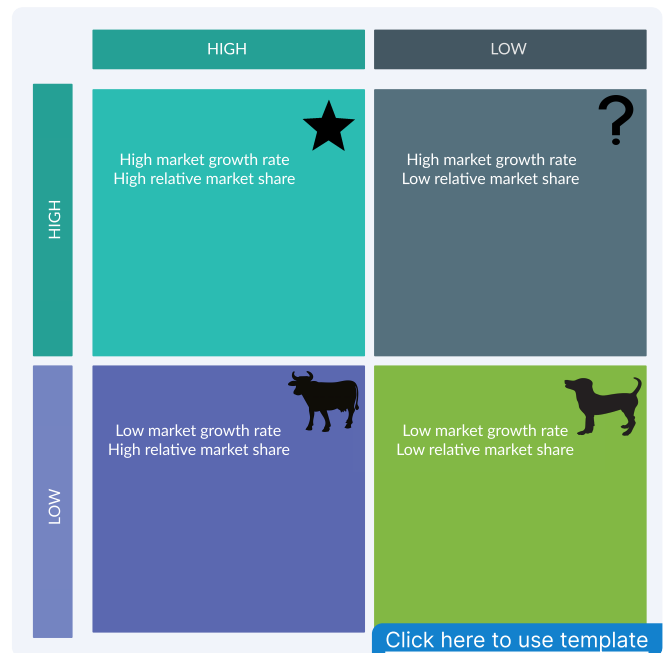 HIGH
LOW
HIGH
High market growth rate
High relative market share
?
High market growth rate
Low relative market share
LOW
Low market growth rate
High relative market share
Low market growth rate
Low relative market share
Click here to use template